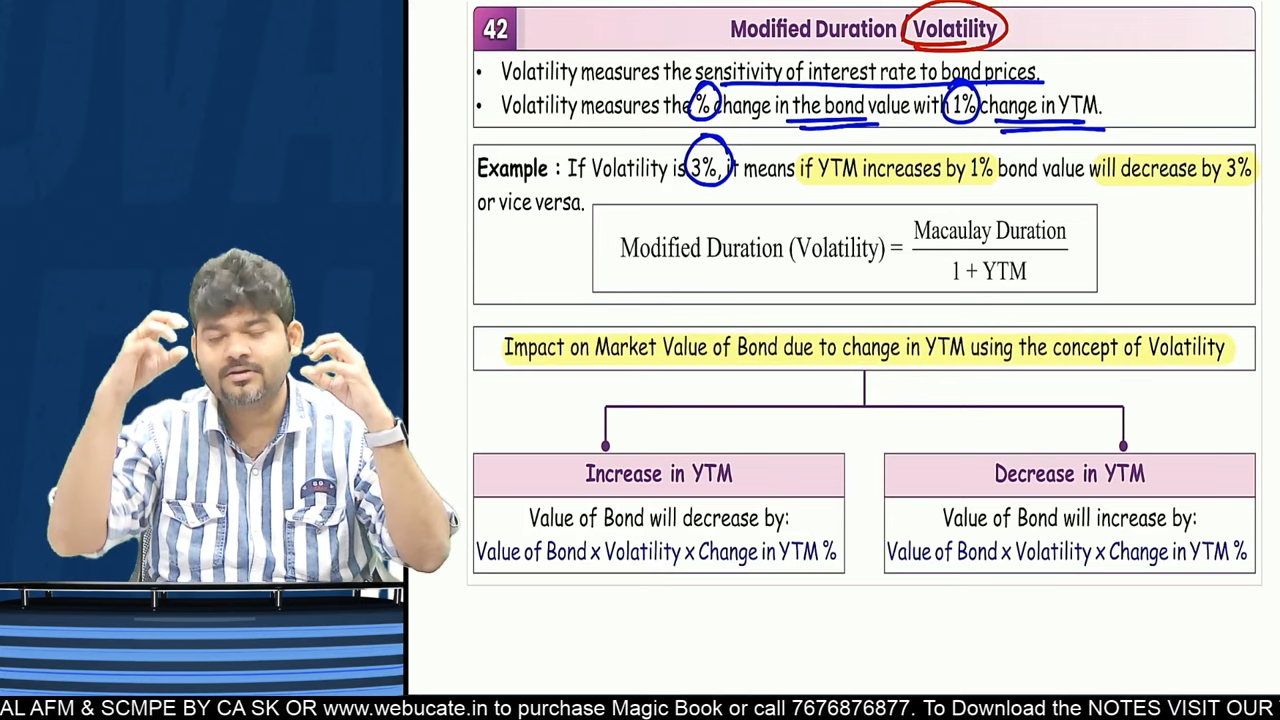 42
Modified Duration / Volatility
• Volatility measures the sensitivity of interest rate to bond prices.
• Volatility measures the % change in the bond value with 1% change in YTM.
Example : If Volatility is 3%, it means if YTM increases by 1% bond value will decrease by 3%
or vice versa.
Modified Duration (Volatility) = Macaulay Duration
1 + YTM
Impact on Market Value of Bond due to change in YTM using the concept of Volatility
Increase in YTM
Value of Bond will decrease by:
Value of Bond x Volatility x Change in YTM %
Decrease in YTM
Value of Bond will increase by:
Value of Bond x Volatility x Change in YTM %
AL AFM & SCMPE BY CA SK OR www.webucate.in to purchase Magic Book or call 7676876877. To Download the NOTES VISIT OUR